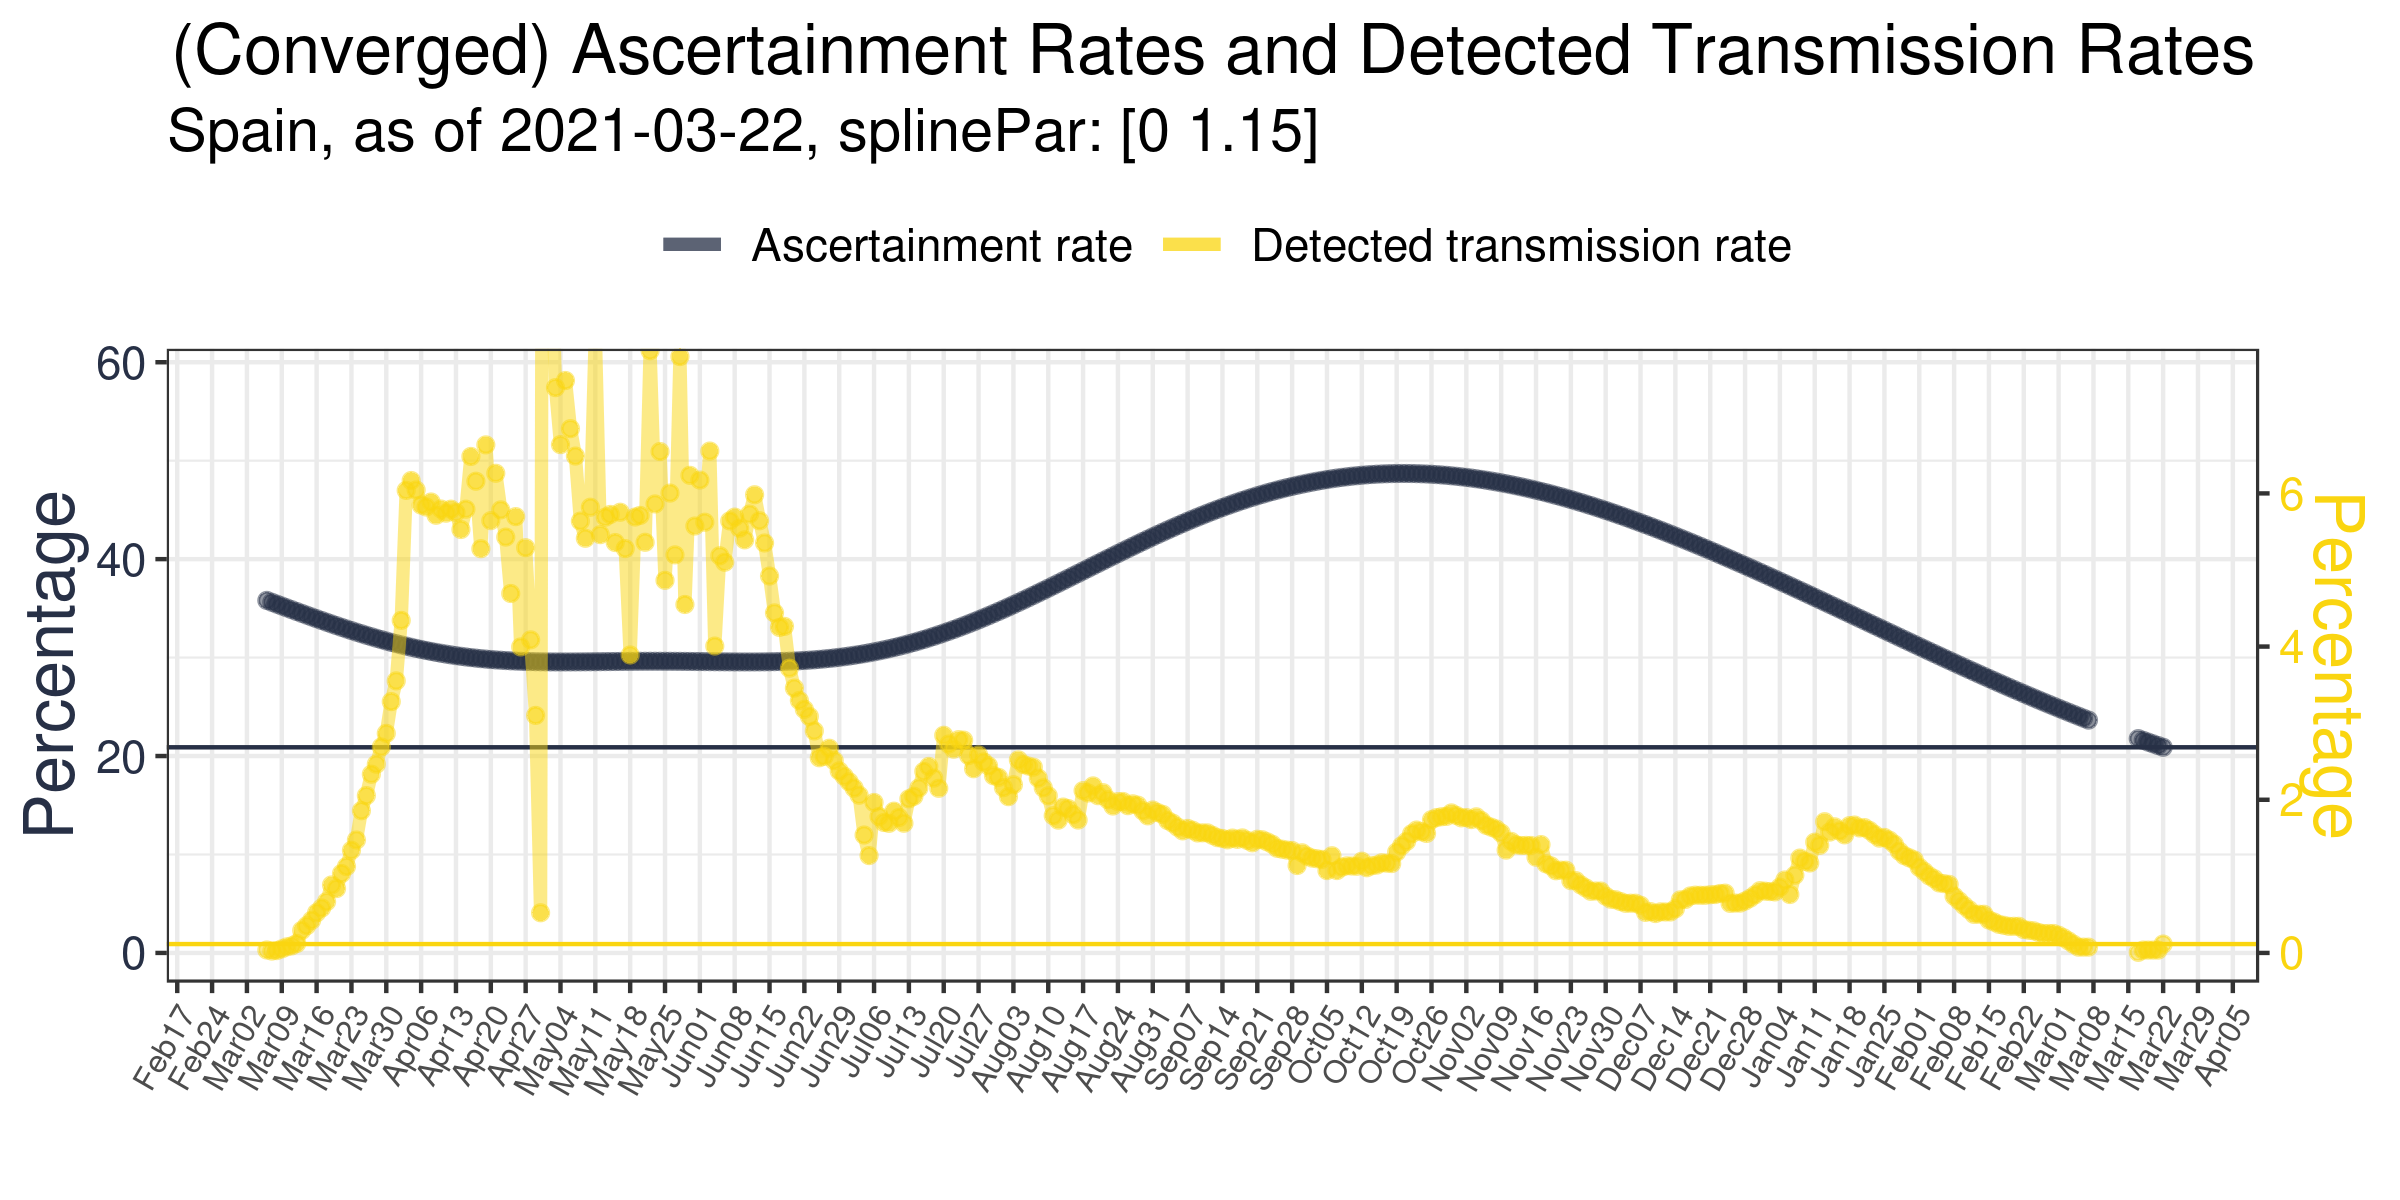 (Converged) Ascertainment Rates and Detected Transmission Rates
Spain, as of 2021-03-22, splinePar: [0 1.15]
Ascertainment rate
Detected transmission rate
Percentage
60
40
20
0
6
4
2
0
Percentage
Feb17
Feb24
Mar02
Mar09
Mar16
Mar23
Mar30
Apr06
Apr13
Apr20
Apr27
May04
May11
May18
May25
Jun01
Jun08
Jun15
Jun22
Jun29
Jul06
Jul13
Jul20
Jul27
Aug03
Aug10
Aug17
Aug24
Aug31
Sep07
Sep14
Sep21
Sep28
Oct05
Oct12
Oct19
Oct26
Nov02
Nov09
Nov16
Nov23
Nov30
Dec07
Dec14
Dec21
Dec28
Jan04
Jan11
Jan18
Jan25
Feb01
Feb08
Feb15
Feb22
Mar01
Mar08
Mar15
Mar22
Mar29
Apr05